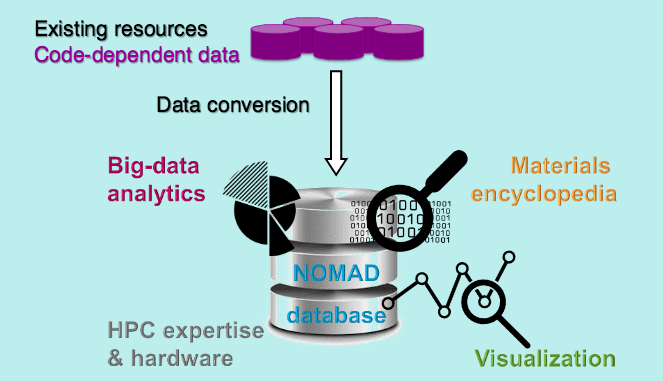 Existing resources
Code-dependent data
Data conversion
Big-data
analytics
Materials
encyclopedia
NOMAD
database
HPC expertise
& hardware
Visualization